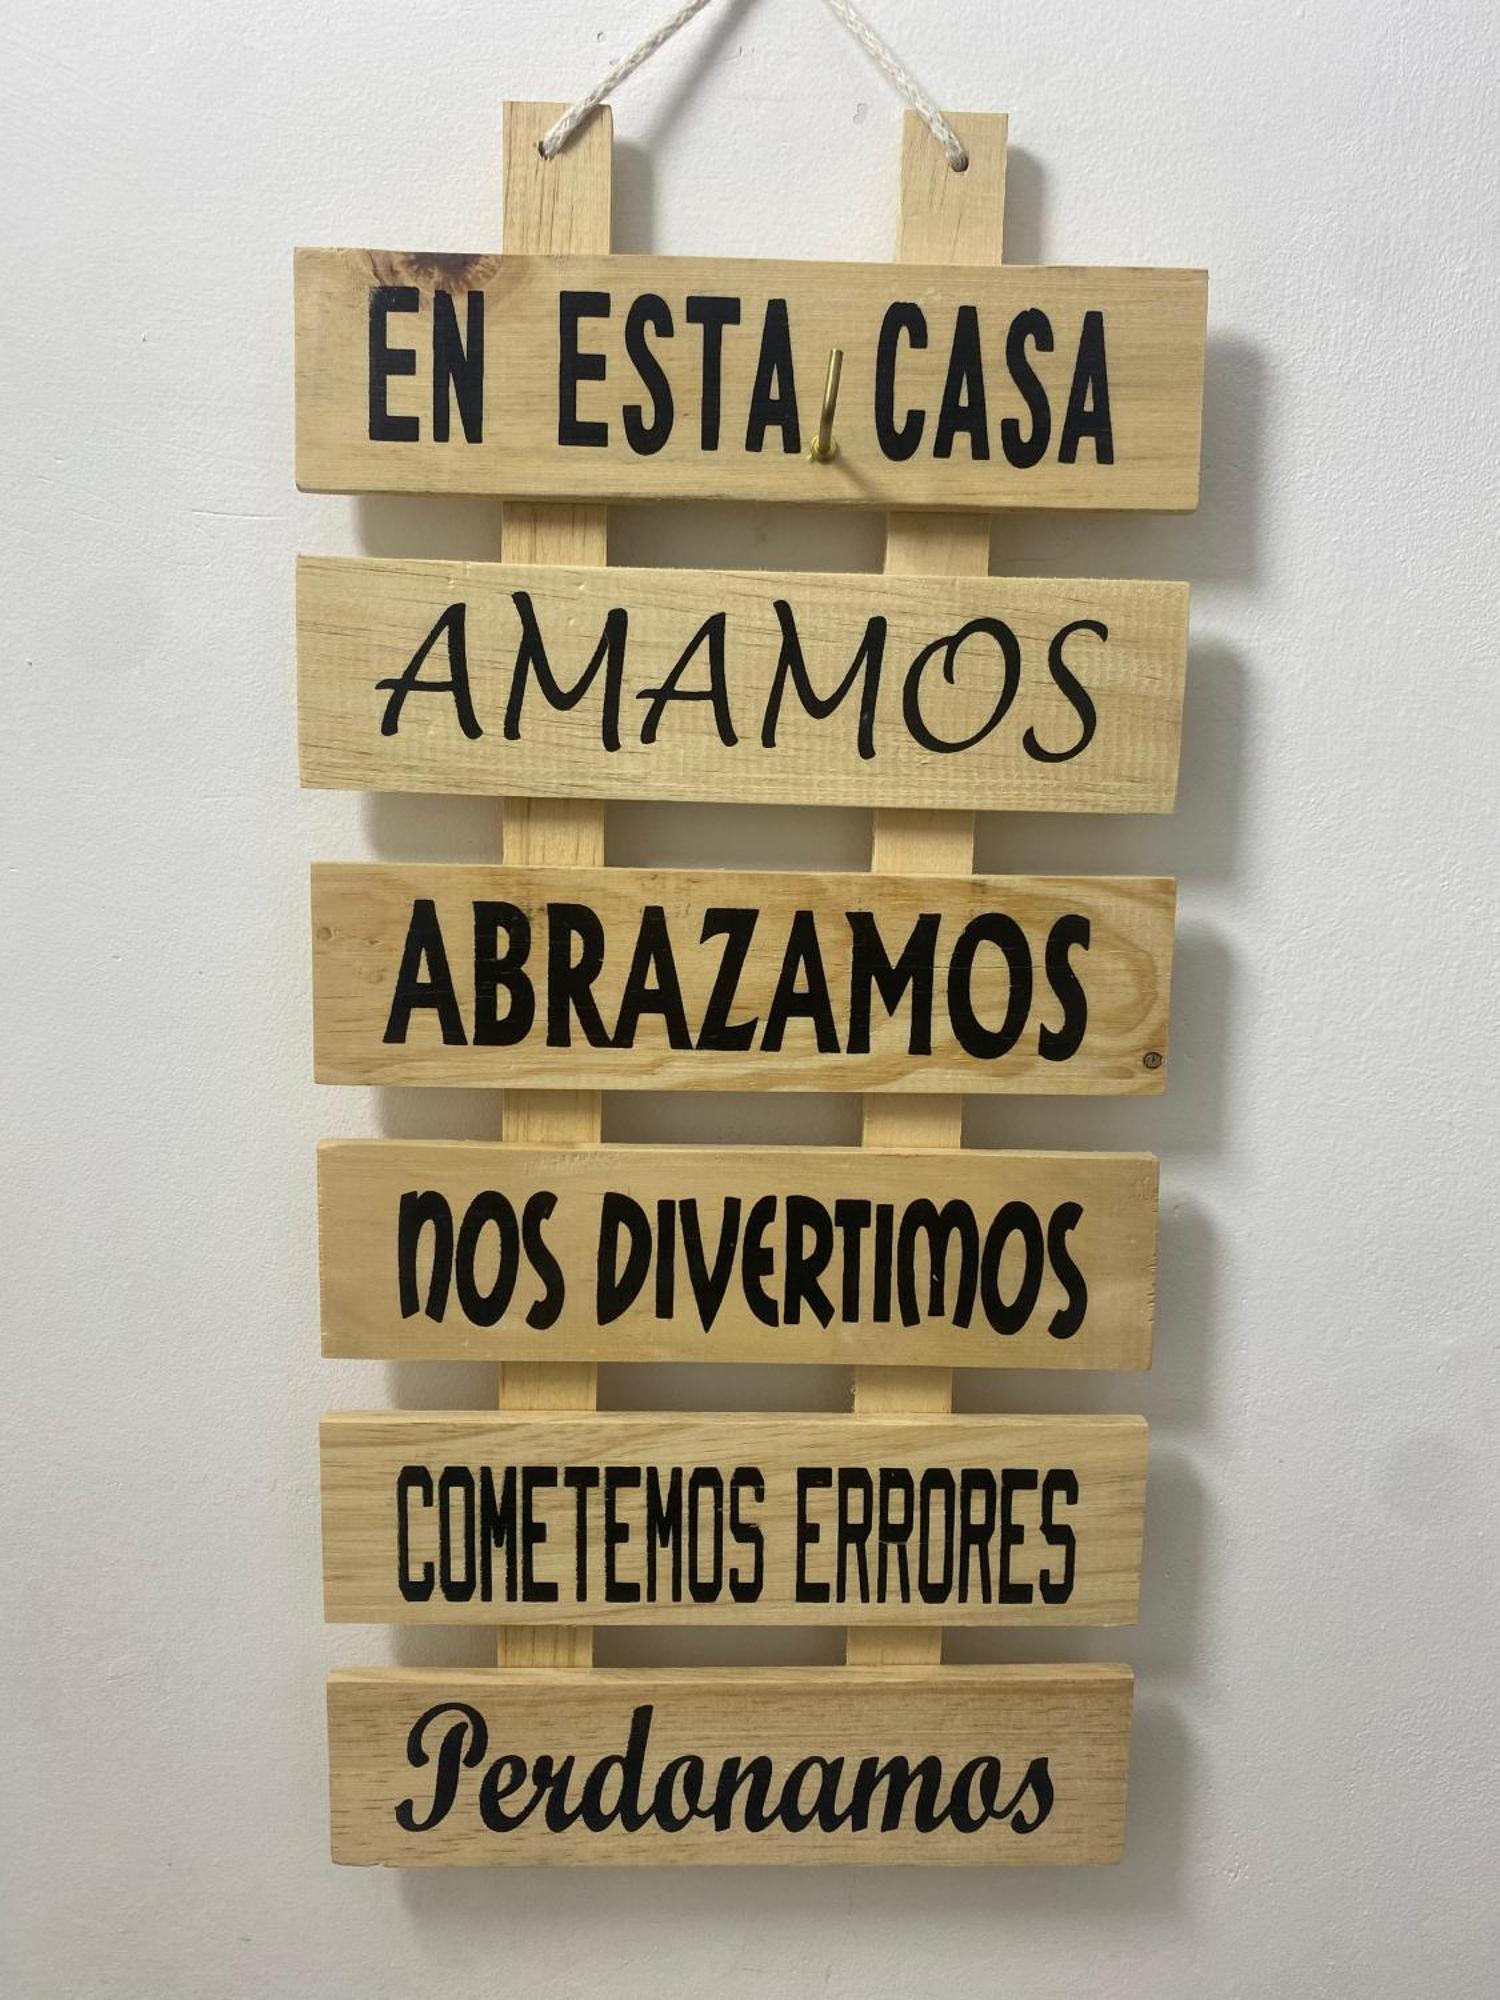 EN ESTA CASA
AMAMOS
ABRAZAMOS
NOS DIVERTIMOS
COMETEMOS ERRORES
Perdonamos